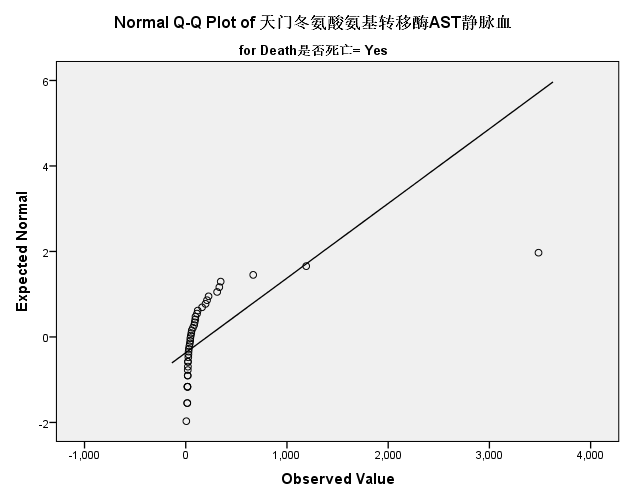 Normal Q-Q Plot of 天门冬氨酸氨基转移酶AST静脉血
for Death是否死亡= Yes
6
4
2
0
-2
Expected Normal
-1,000
0
1,000
2,000
3,000
4,000
Observed Value